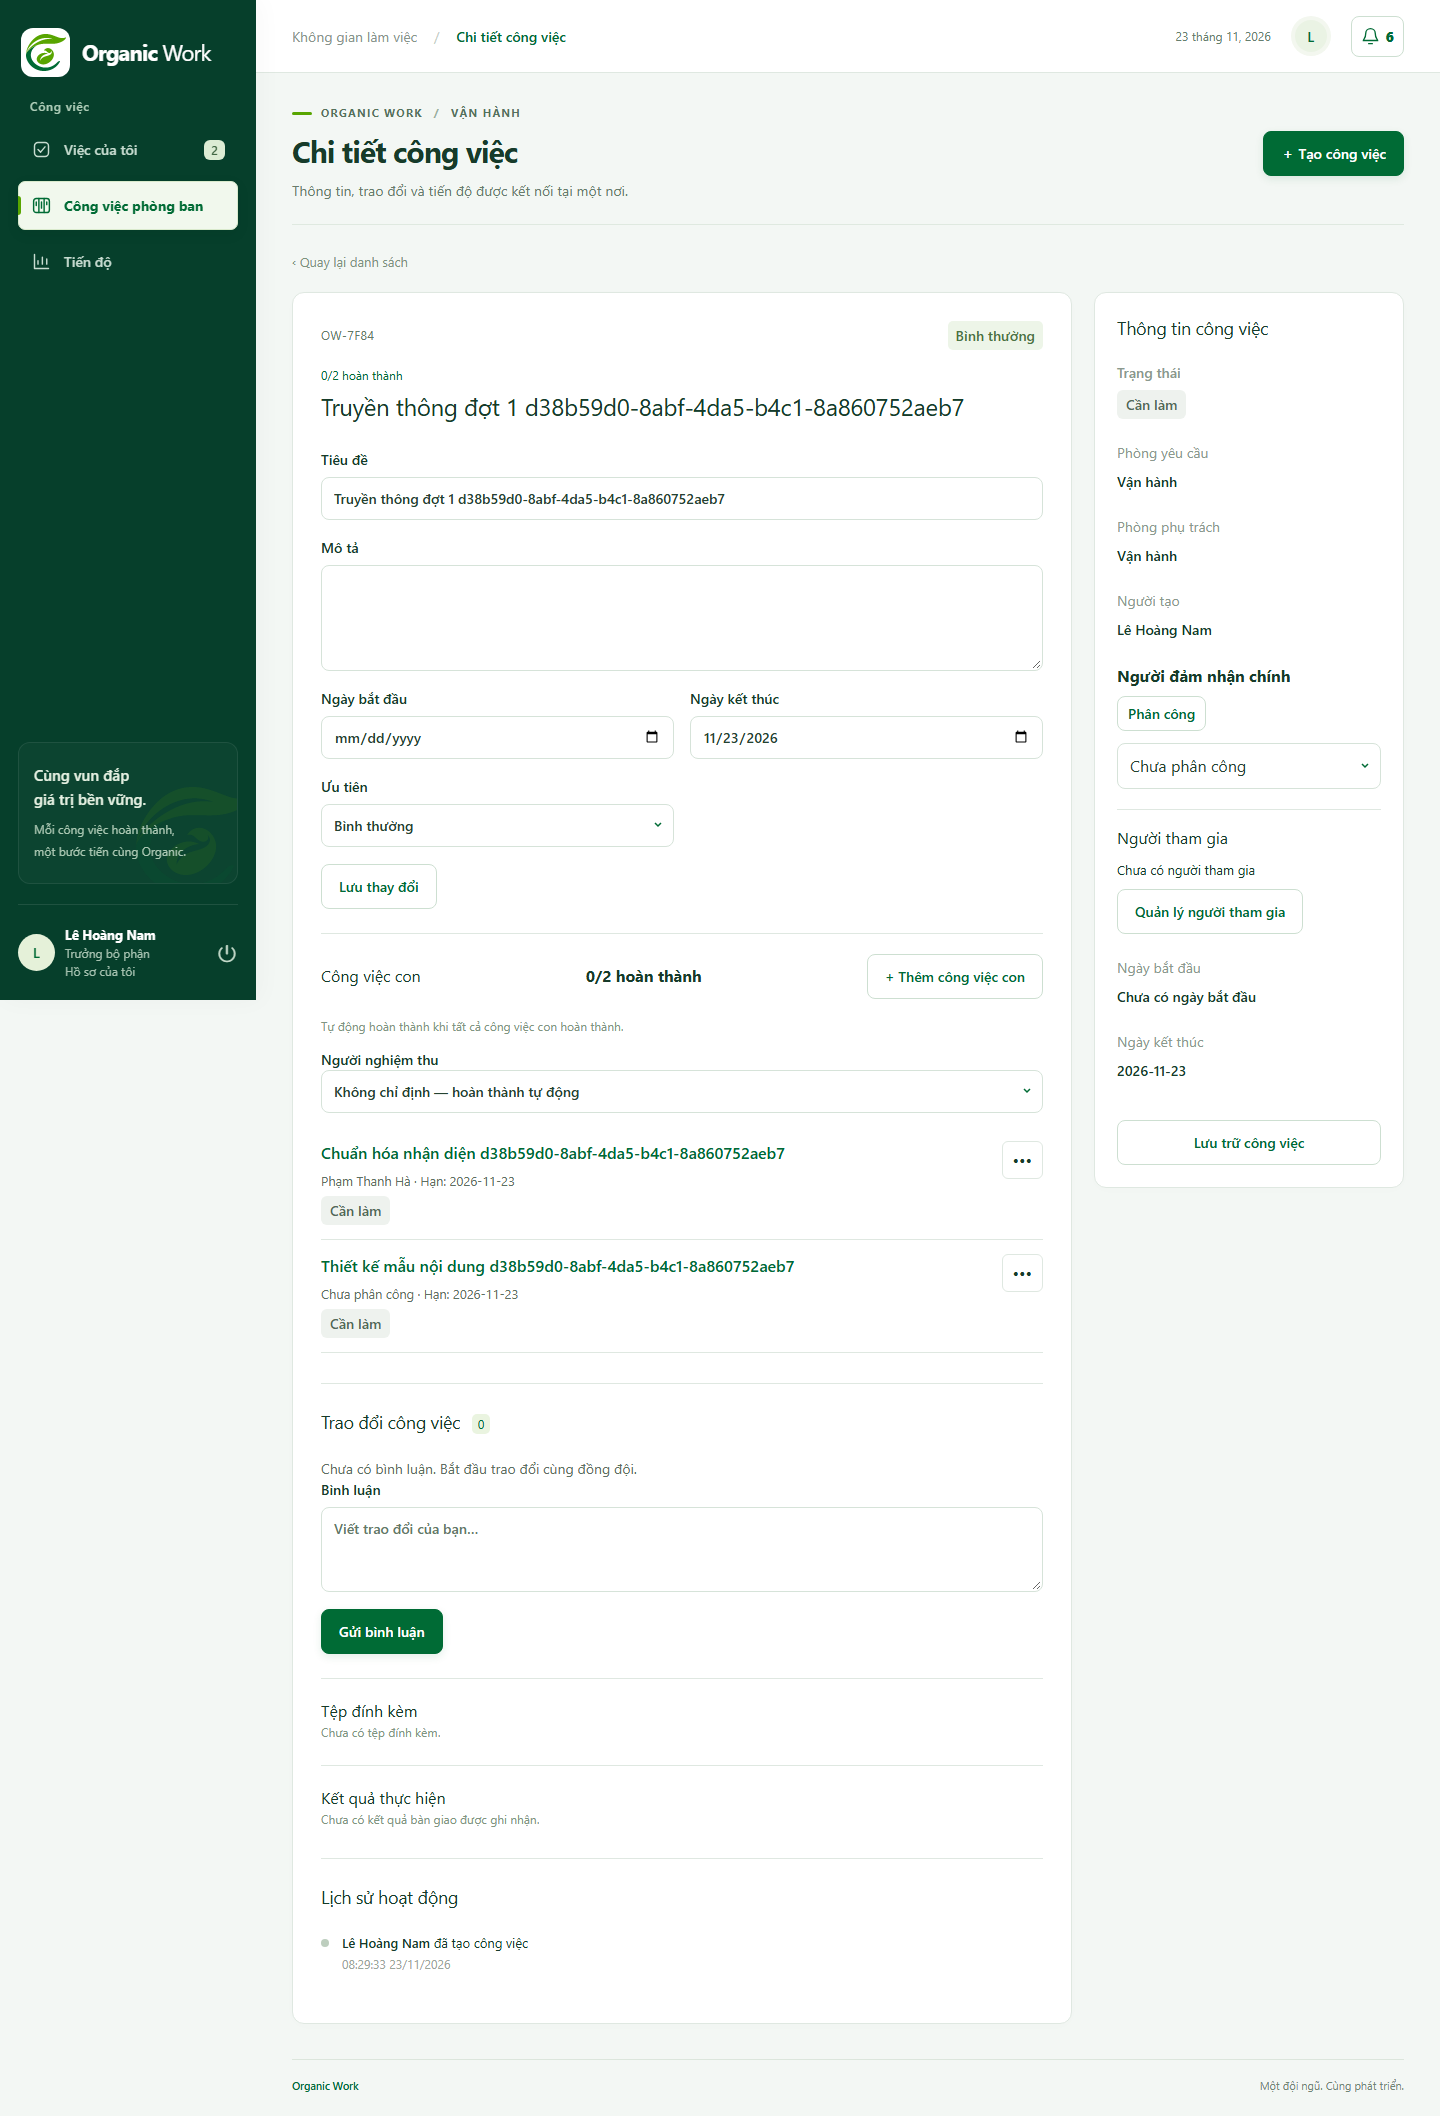 Organic Work
Công việc
Việc của tôi
2
Công việc phòng ban
Tiến độ
Cùng vun đắp
giá trị bền vững.
Mỗi công việc hoàn thành,
một bước tiến cùng Organic.
L
Lê Hoàng Nam
Trưởng bộ phận
Hồ sơ của tôi
Không gian làm việc / Chi tiết công việc
23 tháng 11, 2026
L
6
ORGANIC WORK / VẬN HÀNH
Chi tiết công việc
Thông tin, trao đổi và tiến độ được kết nối tại một nơi.
+ Tạo công việc
‹ Quay lại danh sách
OW-7F84
Bình thường
0/2 hoàn thành
Truyền thông đợt 1 d38b59d0-8abf-4da5-b4c1-8a860752aeb7
Tiêu đề
Truyền thông đợt 1 d38b59d0-8abf-4da5-b4c1-8a860752aeb7
Mô tả
Ngày bắt đầu
Ngày kết thúc
mm/dd/yyyy
11/23/2026
Ưu tiên
Bình thường
Lưu thay đổi
Công việc con
0/2 hoàn thành
+ Thêm công việc con
Tự động hoàn thành khi tất cả công việc con hoàn thành.
Người nghiệm thu
Không chỉ định — hoàn thành tự động
Chuẩn hóa nhận diện d38b59d0-8abf-4da5-b4c1-8a860752aeb7
•••
Phạm Thanh Hà · Hạn: 2026-11-23
Cần làm
Thiết kế mẫu nội dung d38b59d0-8abf-4da5-b4c1-8a860752aeb7
•••
Chưa phân công · Hạn: 2026-11-23
Cần làm
Trao đổi công việc
0
Chưa có bình luận. Bắt đầu trao đổi cùng đồng đội.
Bình luận
Viết trao đổi của bạn...
Gửi bình luận
Tệp đính kèm
Chưa có tệp đính kèm.
Kết quả thực hiện
Chưa có kết quả bàn giao được ghi nhận.
Lịch sử hoạt động
Lê Hoàng Nam đã tạo công việc
08:29:33 23/11/2026
Thông tin công việc
Trạng thái
Cần làm
Phòng yêu cầu
Vận hành
Phòng phụ trách
Vận hành
Người tạo
Lê Hoàng Nam
Người đảm nhận chính
Phân công
Chưa phân công
Người tham gia
Chưa có người tham gia
Quản lý người tham gia
Ngày bắt đầu
Chưa có ngày bắt đầu
Ngày kết thúc
2026-11-23
Lưu trữ công việc
Organic Work
Một đội ngũ. Cùng phát triển.